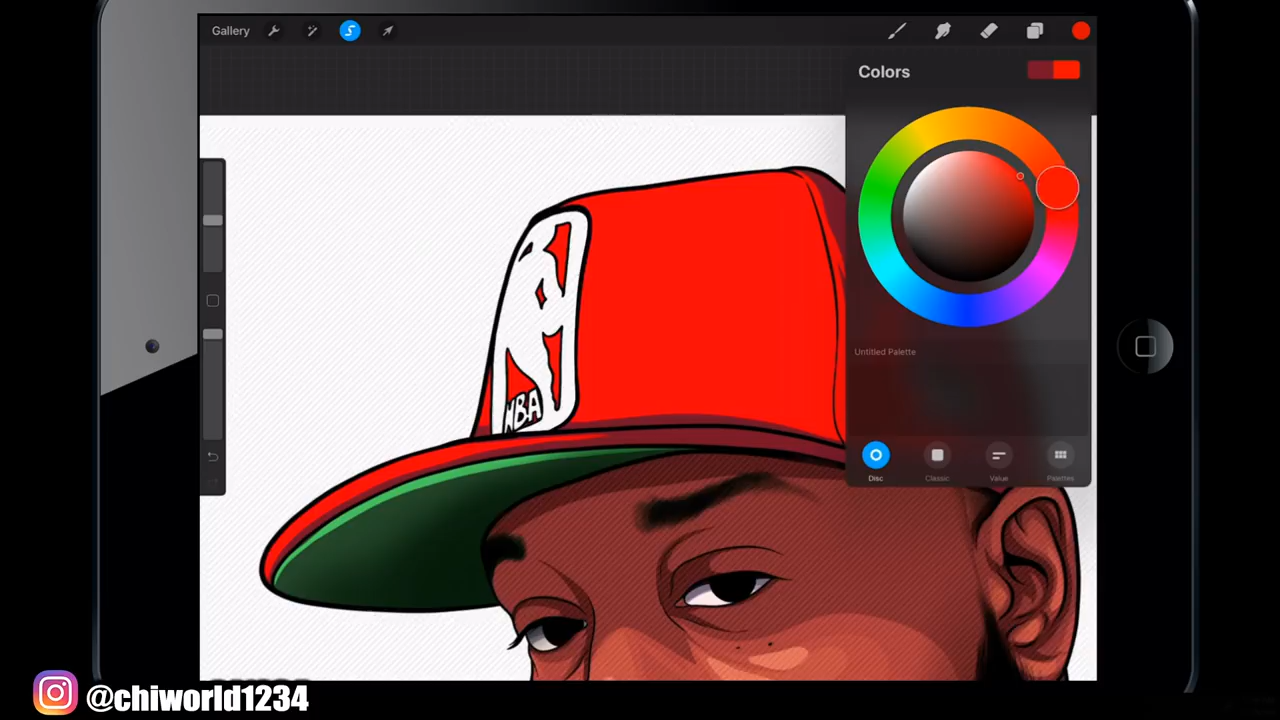 Gallery
Colors
Untitled Palette
Disc
Classic
Value
Palettes
NBA
@chiworld1234